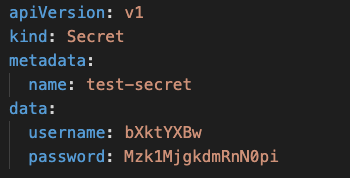 apiVersion: v1
kind: Secret
metadata:
  name: test-secret
data:
  username: bXktYXBw
  password: Mzk1MjgkdmRnN0pi